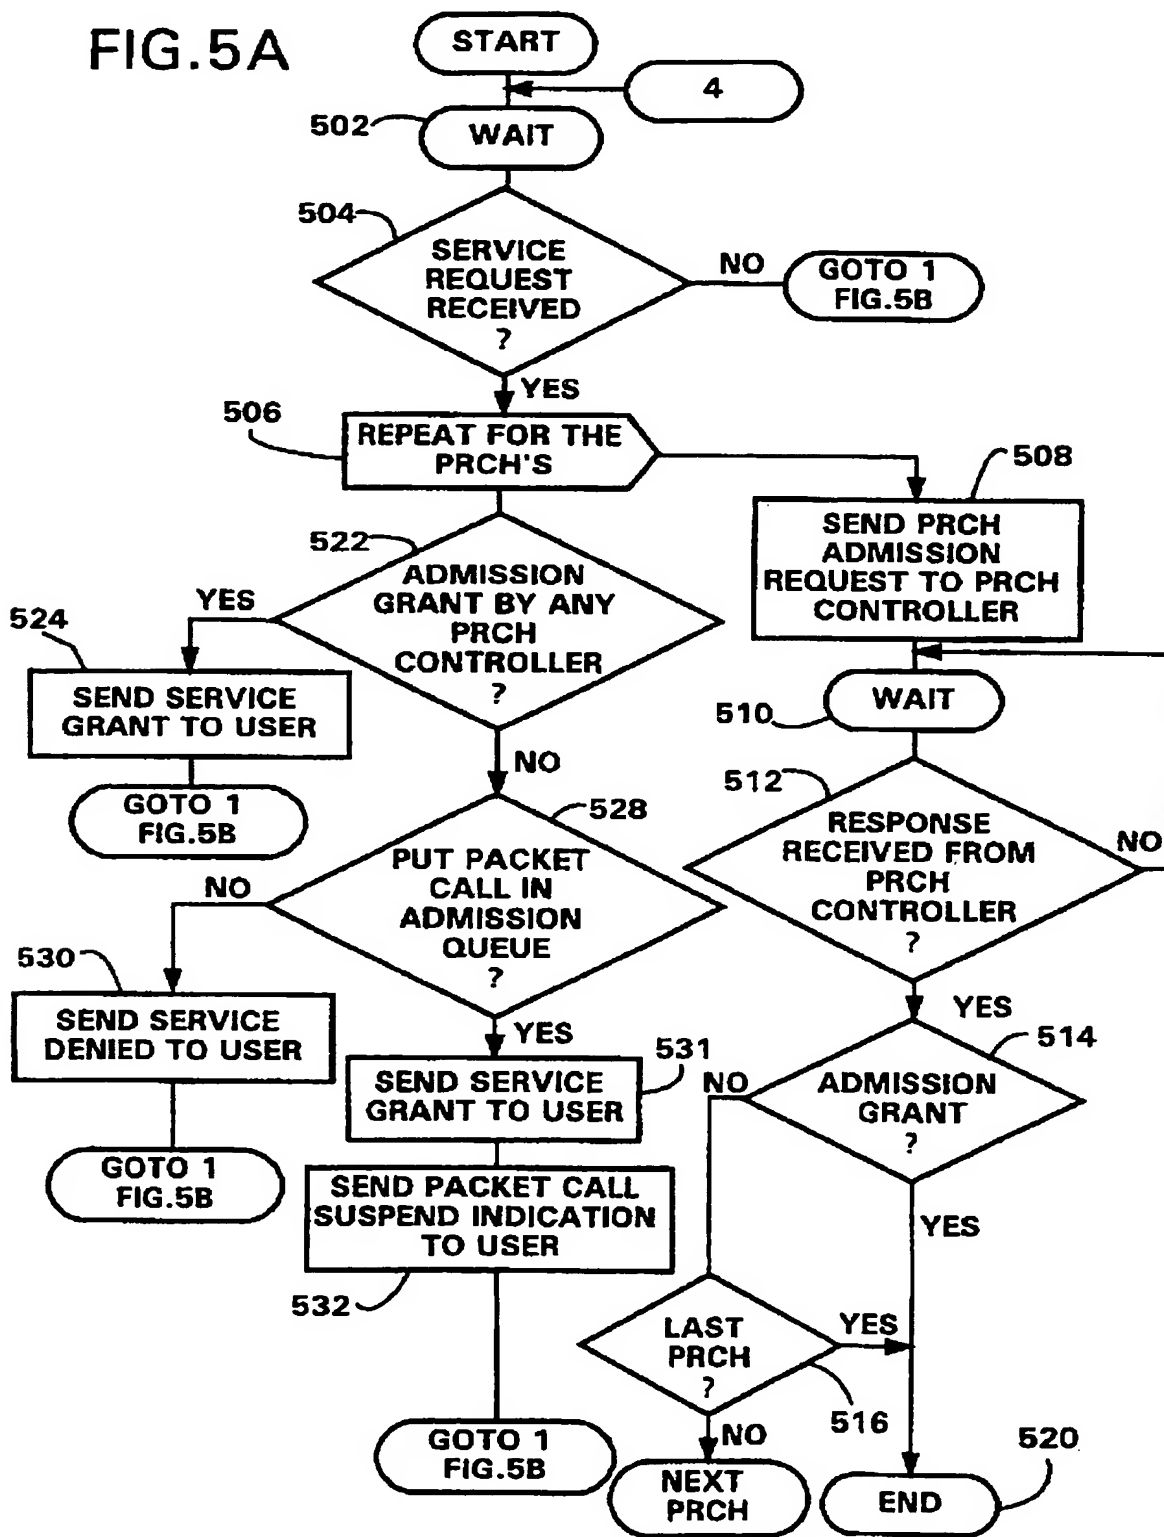 FIG.5A
START
4
502
WAIT
504
SERVICE
REQUEST
RECEIVED
?
NO
GOTO 1
FIG.5B
YES
506
REPEAT FOR THE
PRCH'S
508
SEND PRCH
ADMISSION
REQUEST TO PRCH
CONTROLLER
522
ADMISSION
GRANT BY ANY
PRCH
CONTROLLER
?
YES
524
SEND SERVICE
GRANT TO USER
GOTO 1
FIG.5B
NO
510
WAIT
512
RESPONSE
RECEIVED FROM
PRCH
CONTROLLER
?
NO
528
PUT PACKET
CALL IN
ADMISSION
QUEUE
?
NO
530
SEND SERVICE
DENIED TO USER
GOTO 1
FIG.5B
YES
531
SEND SERVICE
GRANT TO USER
SEND PACKET CALL
SUSPEND INDICATION
TO USER
532
GOTO 1
FIG.5B
YES
514
ADMISSION
GRANT
?
NO
YES
LAST
PRCH
?
YES
516
NO
NEXT
PRCH
520
END